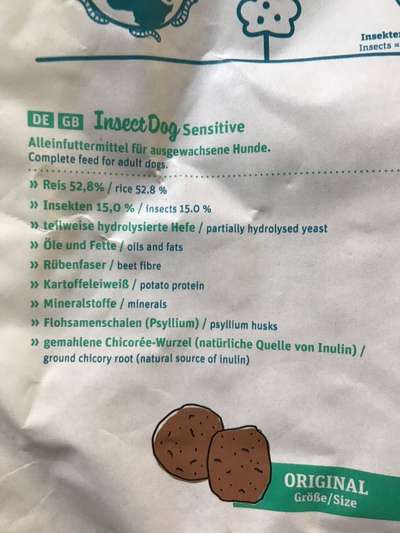 Insekten
Insects =
DE GB InsectDog Sensitive
Alleinfuttermittel für ausgewachsene Hunde.
Complete feed for adult dogs.
» Reis 52,8% / rice 52.8 %
» Insekten 15,0 % / insects 15.0 %
» teilweise hydrolysierte Hefe / partially hydrolysed yeast
» Öle und Fette / oils and fats
» Rübenfaser / beet fibre
» Kartoffeleiweiß / potato protein
» Mineralstoffe / minerals
» Flohsamenschalen (Psyllium) / psyllium husks
» gemahlene Chicorée-Wurzel (natürliche Quelle von Inulin) /
ground chicory root (natural source of inulin)
ORIGINAL
Größe/Size